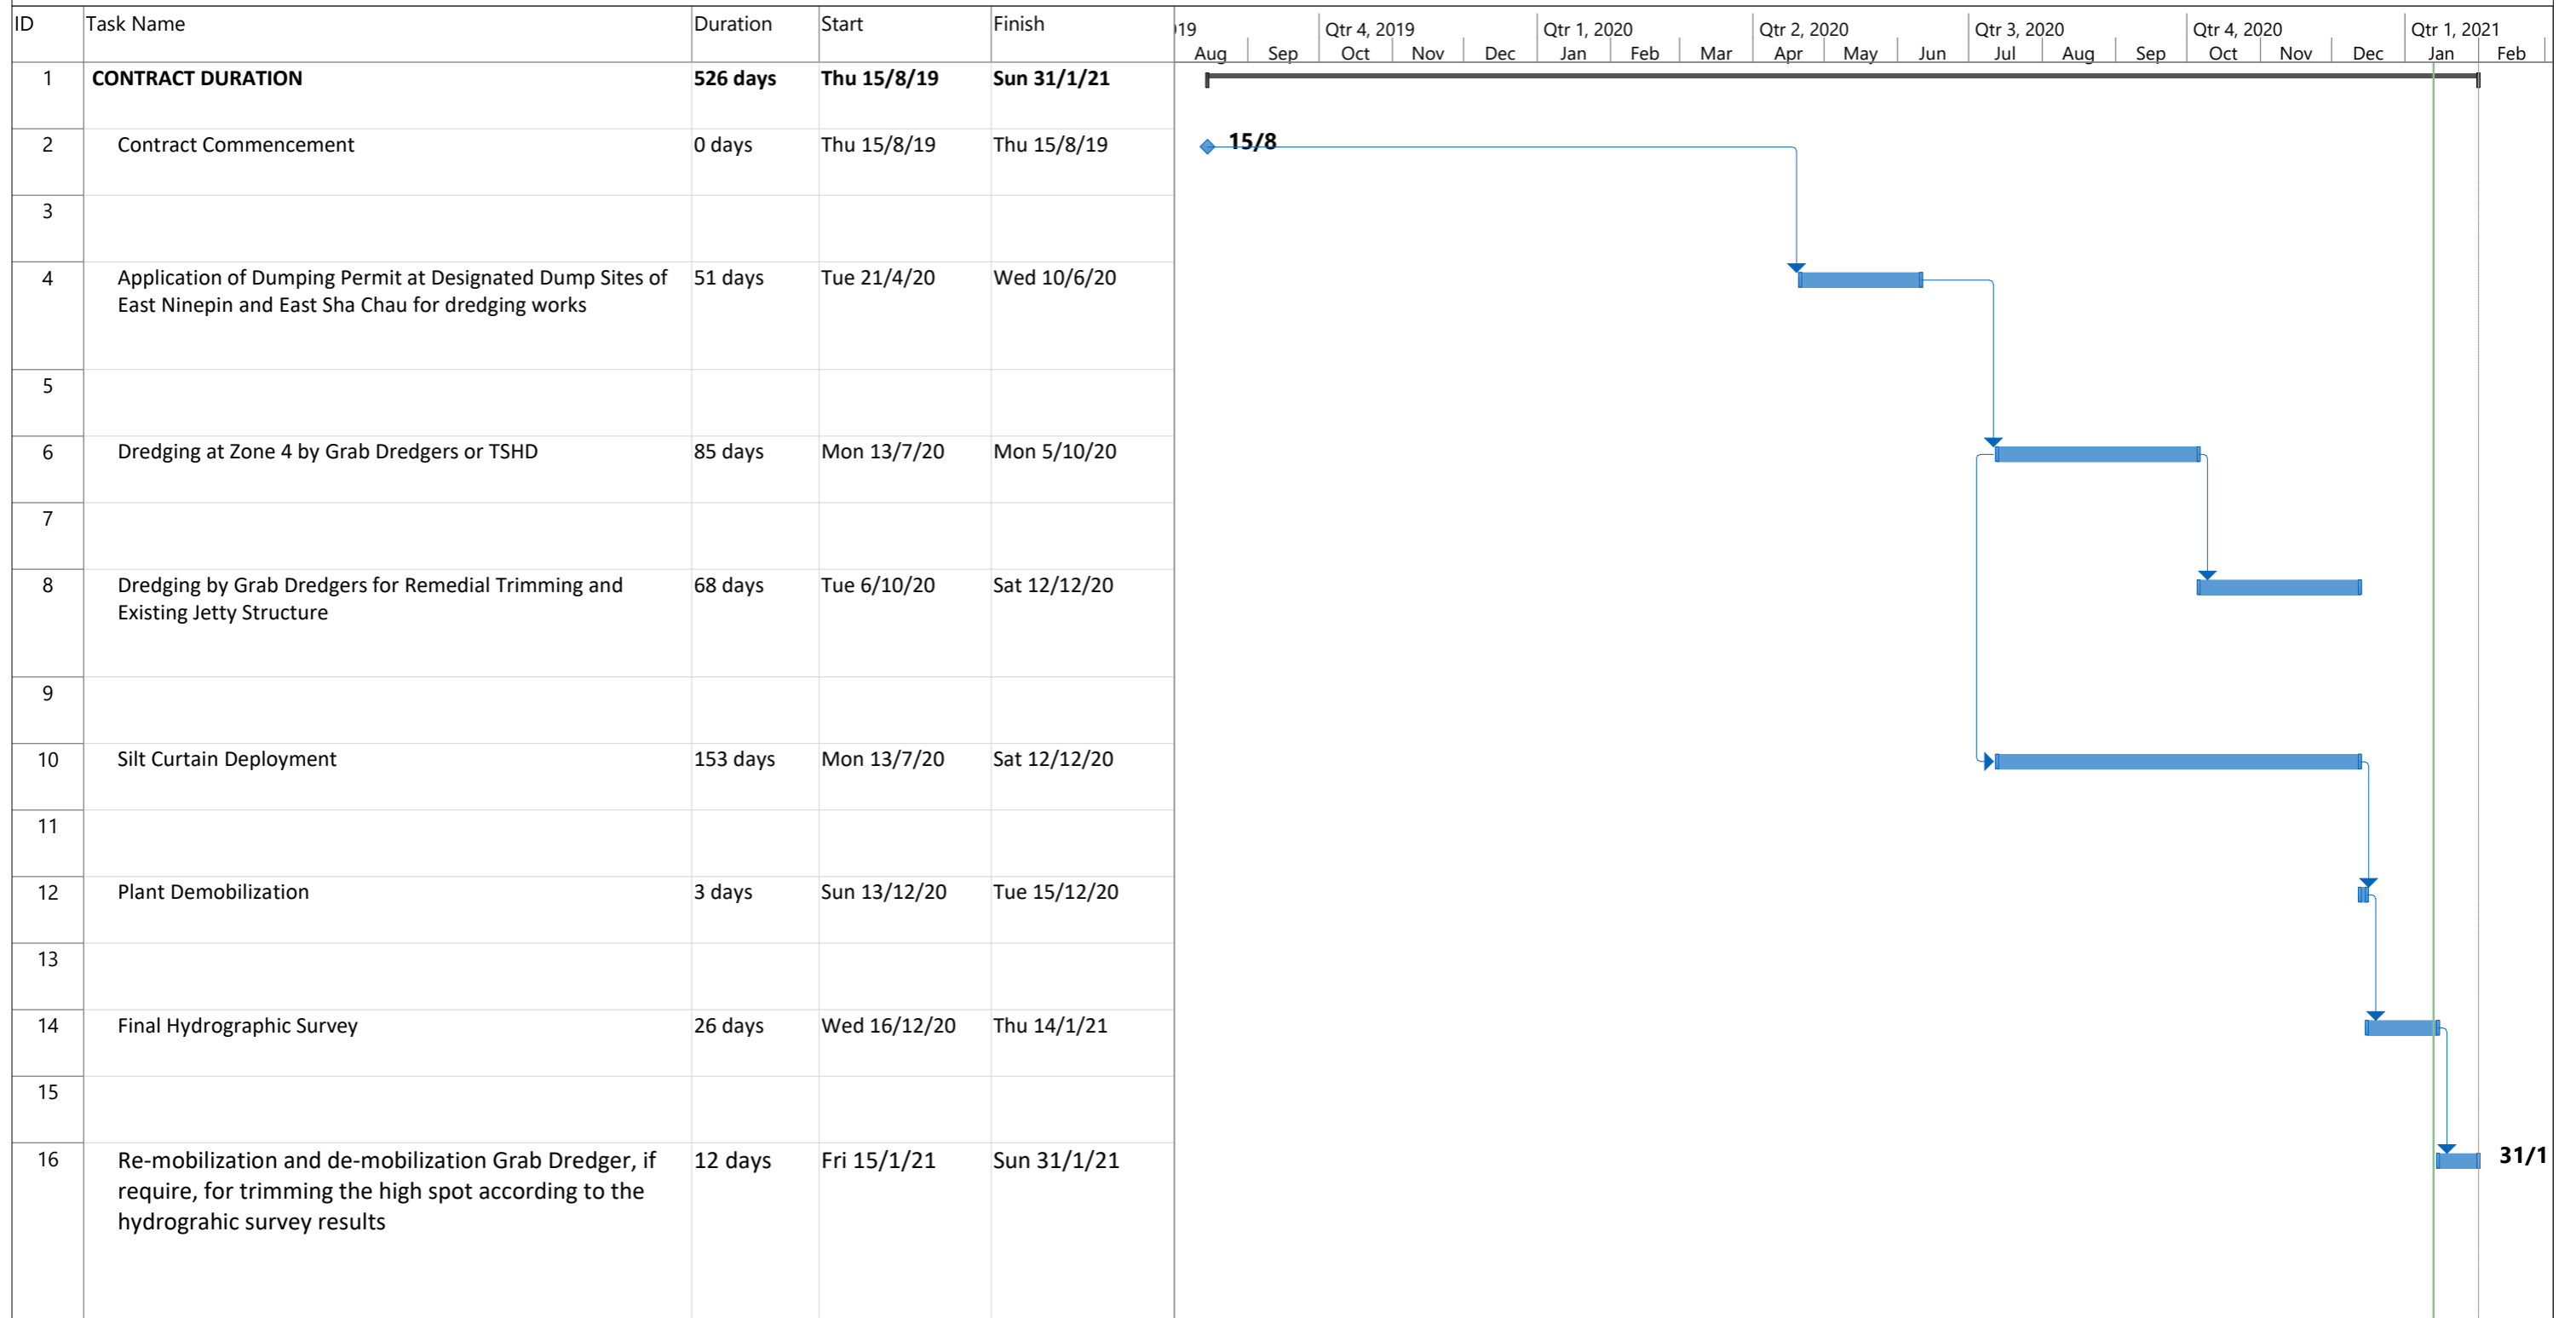 ID Task Name Duration Start Finish
19 Qtr 4, 2019 Qtr 1, 2020 Qtr 2, 2020 Qtr 3, 2020 Qtr 4, 2020 Qtr 1, 2021
Aug Sep Oct Nov Dec Jan Feb Mar Apr May Jun Jul Aug Sep Oct Nov Dec Jan Feb
1 CONTRACT DURATION 526 days Thu 15/8/19 Sun 31/1/21
2 Contract Commencement 0 days Thu 15/8/19 Thu 15/8/19 15/8
3
4 Application of Dumping Permit at Designated Dump Sites of 51 days Tue 21/4/20 Wed 10/6/20
East Ninepin and East Sha Chau for dredging works
5
6 Dredging at Zone 4 by Grab Dredgers or TSHD 85 days Mon 13/7/20 Mon 5/10/20
7
8 Dredging by Grab Dredgers for Remedial Trimming and 68 days Tue 6/10/20 Sat 12/12/20
Existing Jetty Structure
9
10 Silt Curtain Deployment 153 days Mon 13/7/20 Sat 12/12/20
11
12 Plant Demobilization 3 days Sun 13/12/20 Tue 15/12/20
13
14 Final Hydrographic Survey 26 days Wed 16/12/20 Thu 14/1/21
15
16 Re-mobilization and de-mobilization Grab Dredger, if 12 days Fri 15/1/21 Sun 31/1/21 31/1
require, for trimming the high spot according to the
hydrograhic survey results